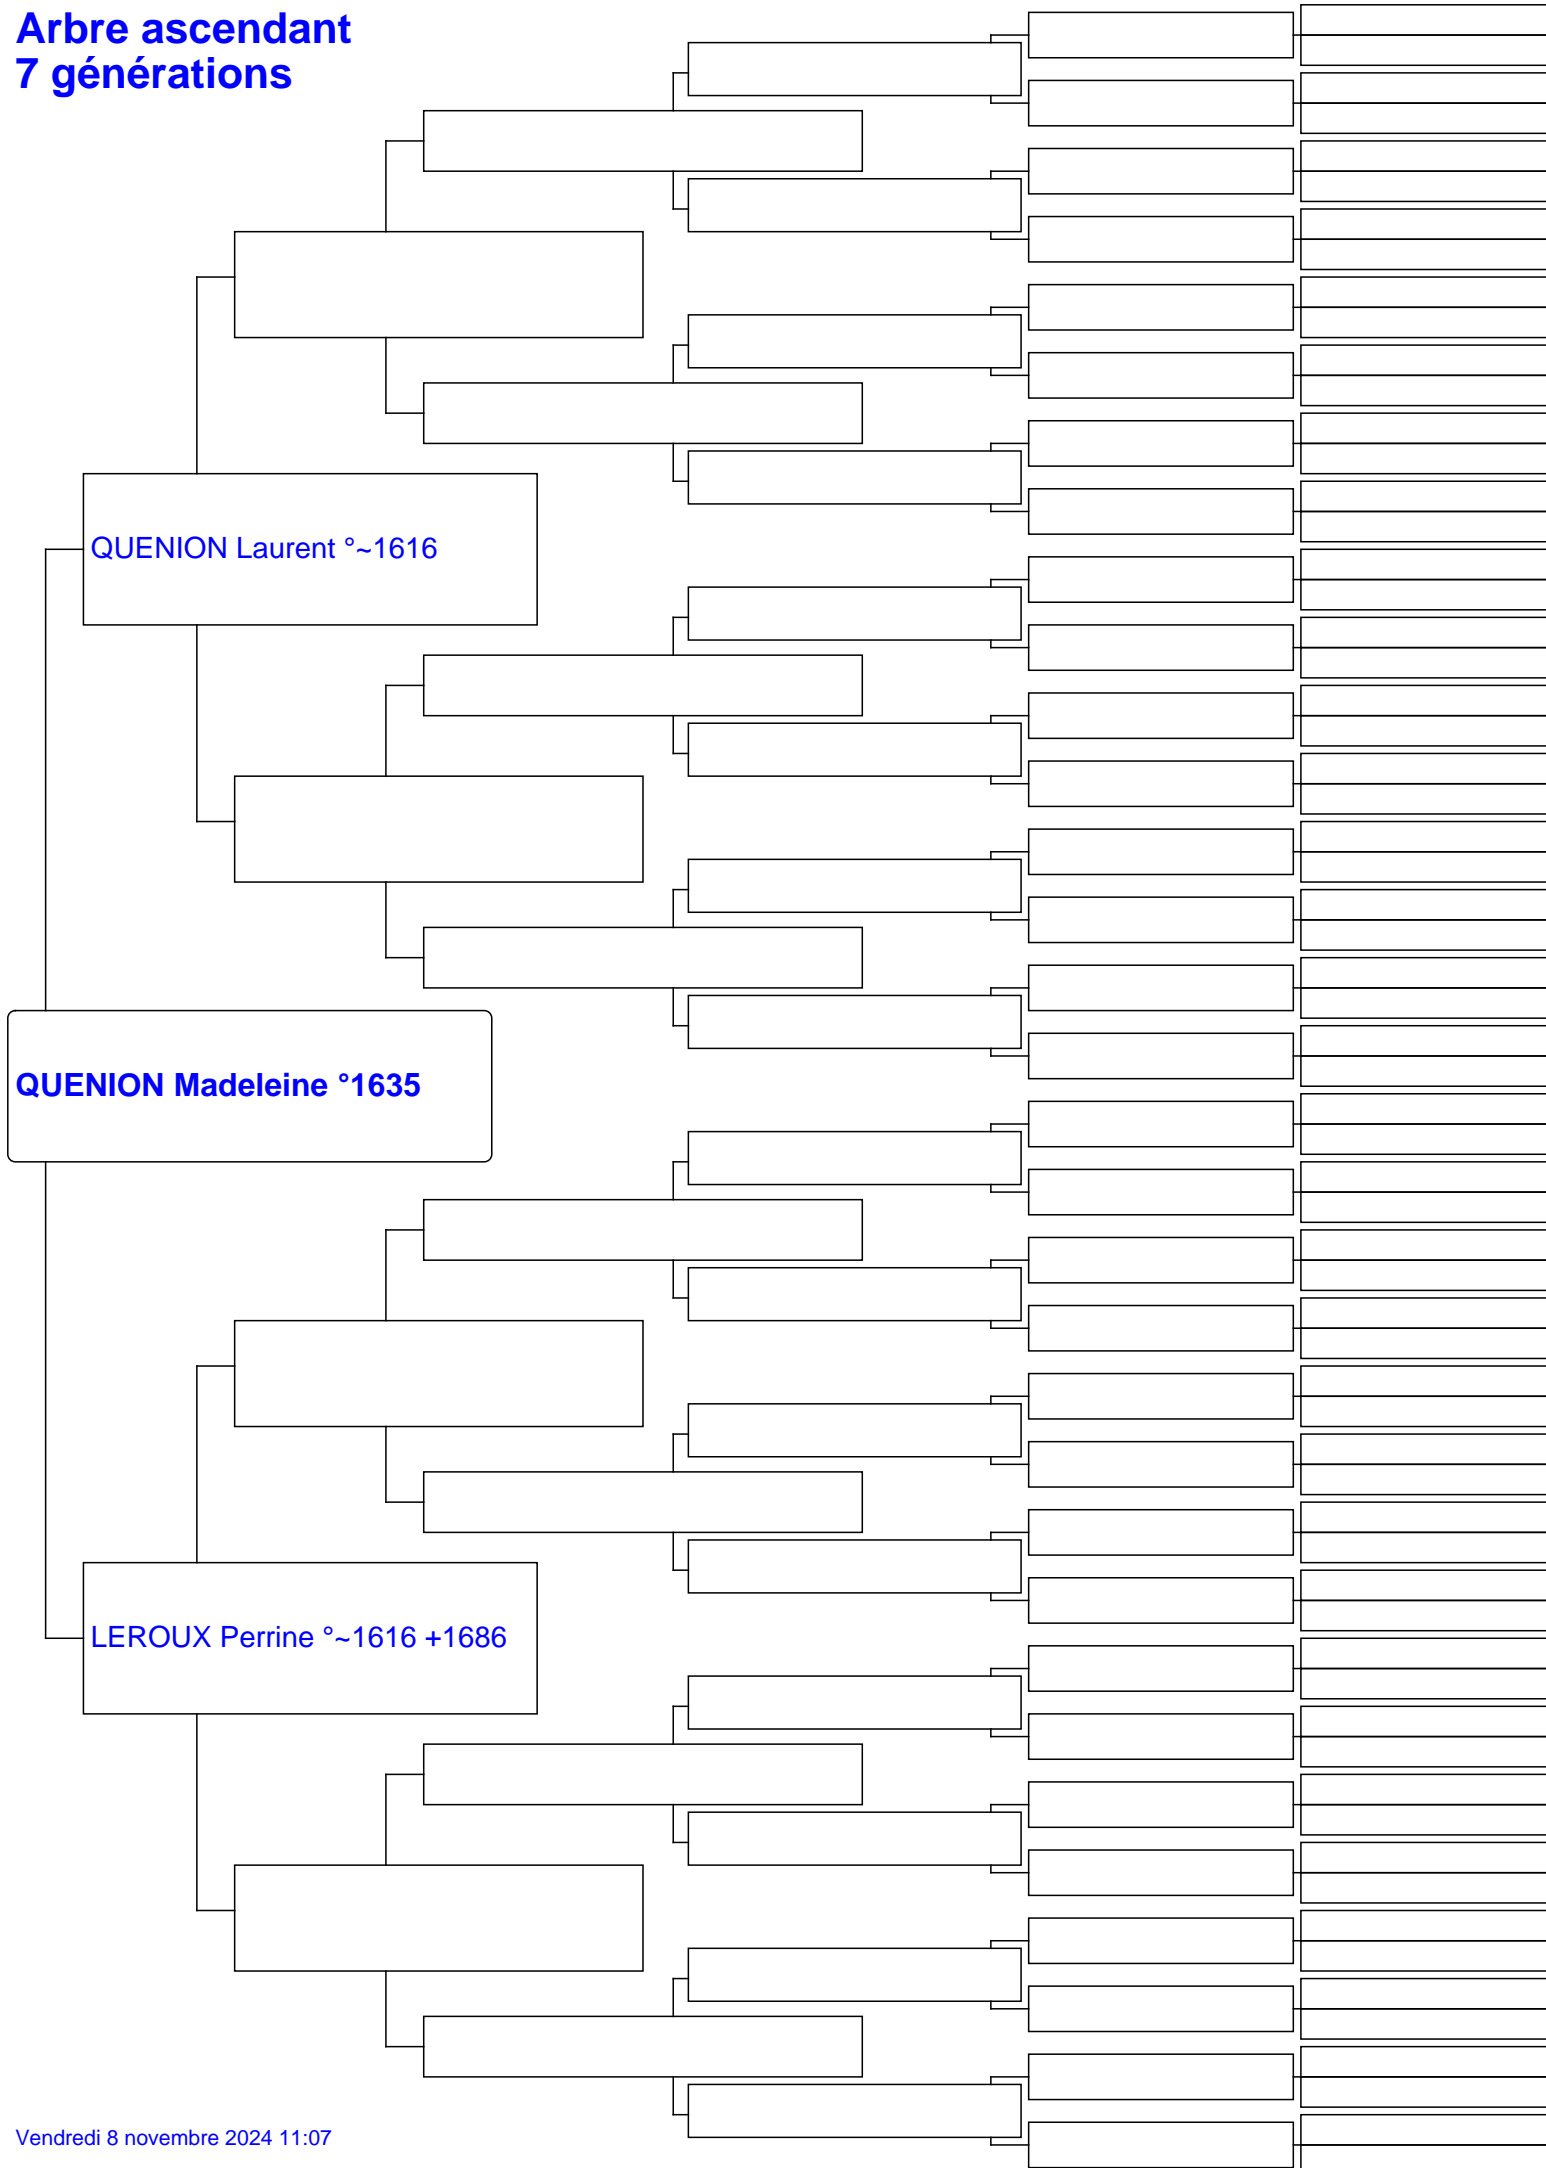 Arbre ascendant
7 générations
QUENION Laurent °~1616
QUENION Madeleine °1635
LEROUX Perrine °~1616 +1686
Vendredi 8 novembre 2024 11:07